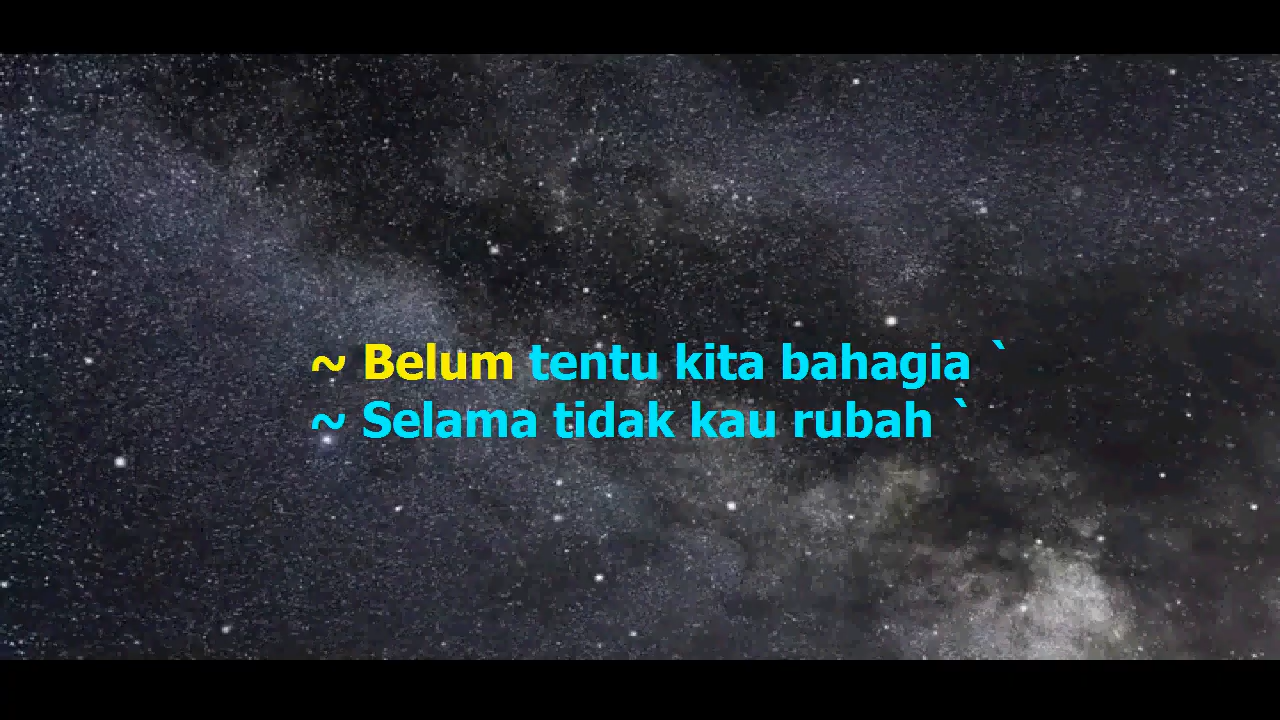 ~ Belum tentu kita bahagia `
~ Selama tidak kau rubah `